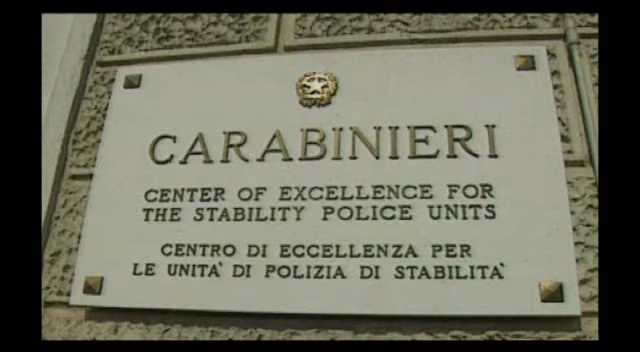 CARABINIERI
CENTER OF EXCELLENCE FOR
THE STABILITY POLICE UNITS
CENTRO DI ECCELLENZA PER
LE UNITA' DI POLIZIA DI STABILITA'